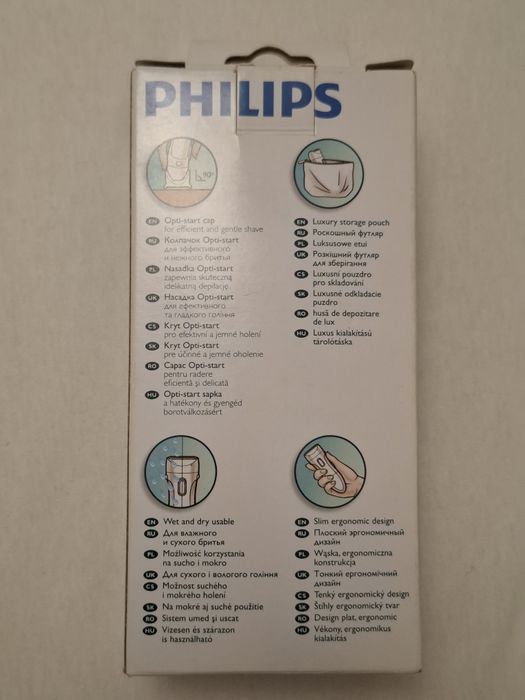 PHILIPS
90°
EN Opti-start cap
for efficient and gentle shave
RU Колпачок Opti-start
для эффективного
и нежного бритья
PL Nasadka Opti-start
zapewnia skuteczną
idelikatną depilację
UK Насадка Opti-start
для ефективного
та гладкого гоління
CS Kryt Opti-start
pro efektivní a jemné holení
SK Kryt Opti-start
pre účinné a jemné oholenie
RO Capac Opti-start
pentru radere
eficientă şi delicată
HU Opti-start sapka
a hatékony és gyengéd
borotválkozásért
EN Luxury storage pouch
RU Роскошный футляр
PL Luksusowe etui
UK Розкішний футляр
для зберігання
CS Luxusní pouzdro
pro skladování
SK Luxusné odkladacie
puzdro
RO husă de depozitare
de lux
HU Luxus kialakítású
tárolótáska
EN Wet and dry usable
RU Для влажного
и сухого бритья
PL Możliwość korzystania
na sucho i mokro
UK Для сухого і вологого гоління
CS Možnost suchého
i mokrého holení
SK Na mokré aj suché použitie
RO Sistem umed şi uscat
HU Vizesen és szárazon
is használható
EN Slim ergonomic design
RU Плоский эргономичный
дизайн
PL Wąska, ergonomiczna
konstrukcja
UK Тонкий ергономічний
дизайн
CS Tenký ergonomický design
SK Štíhly ergonomický tvar
RO Design plat, ergonomic
HU Vékony, ergonomikus
kialakítás